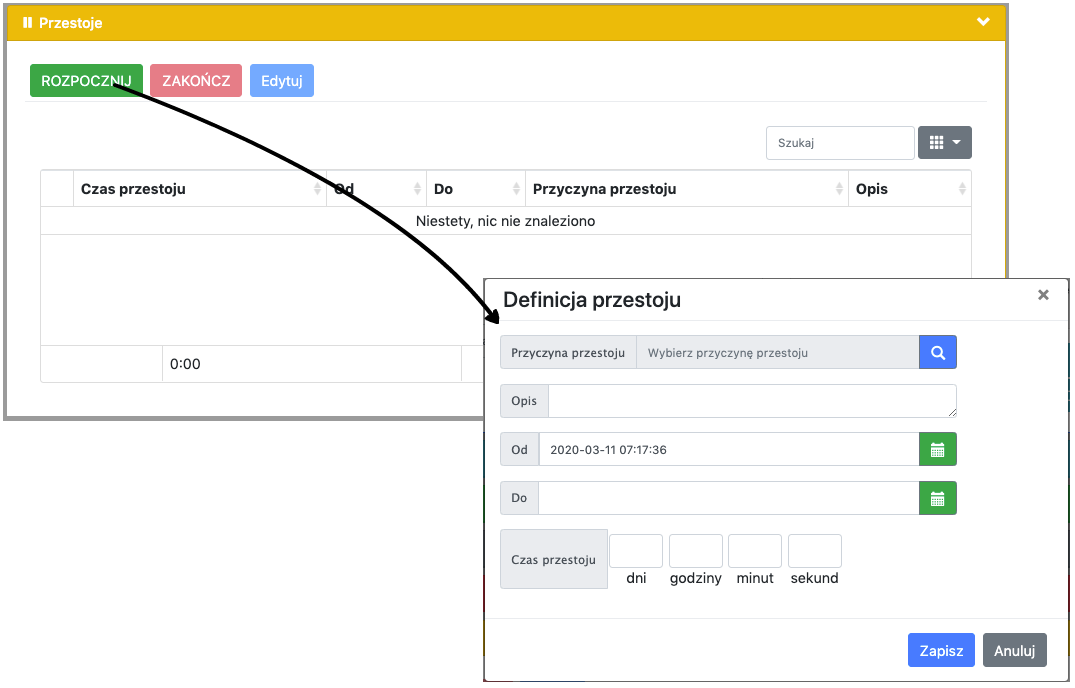 Przestoje
ROZPOCZNIJ ZAKOŃCZ Edytuj
Szukaj
Czas przestoju Od Do Przyczyna przestoju Opis
Niestety, nic nie znaleziono
0:00
Definicja przestoju ×
Przyczyna przestoju Wybierz przyczynę przestoju
Opis
Od 2020-03-11 07:17:36
Do
Czas przestoju
dni godziny minut sekund
Zapisz Anuluj